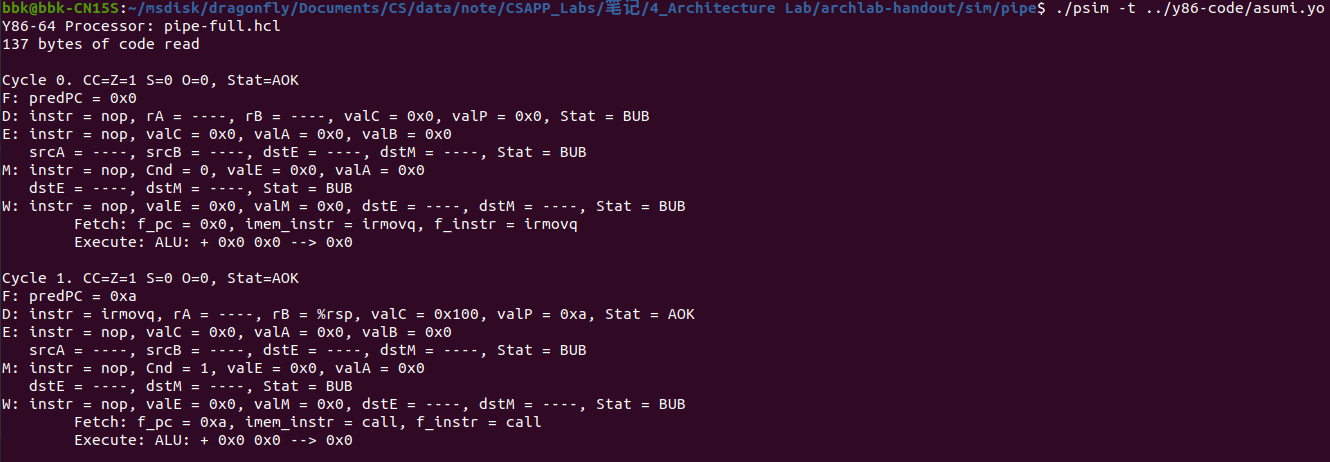 bbk@bbk-CN15S:~/msdisk/dragonfly/Documents/CS/data/note/CSAPP_Labs/笔记/4_Architecture Lab/archlab-handout/sim/pipe$ ./psim -t ../y86-code/asumi.yo
Y86-64 Processor: pipe-full.hcl
137 bytes of code read

Cycle 0. CC=Z=1 S=0 O=0, Stat=AOK
F: predPC = 0x0
D: instr = nop, rA = ----, rB = ----, valC = 0x0, valP = 0x0, Stat = BUB
E: instr = nop, valC = 0x0, valA = 0x0, valB = 0x0
   srcA = ----, srcB = ----, dstE = ----, dstM = ----, Stat = BUB
M: instr = nop, Cnd = 0, valE = 0x0, valA = 0x0
   dstE = ----, dstM = ----, Stat = BUB
W: instr = nop, valE = 0x0, valM = 0x0, dstE = ----, dstM = ----, Stat = BUB
        Fetch: f_pc = 0x0, imem_instr = irmovq, f_instr = irmovq
        Execute: ALU: + 0x0 0x0 --> 0x0

Cycle 1. CC=Z=1 S=0 O=0, Stat=AOK
F: predPC = 0xa
D: instr = irmovq, rA = ----, rB = %rsp, valC = 0x100, valP = 0xa, Stat = AOK
E: instr = nop, valC = 0x0, valA = 0x0, valB = 0x0
   srcA = ----, srcB = ----, dstE = ----, dstM = ----, Stat = BUB
M: instr = nop, Cnd = 1, valE = 0x0, valA = 0x0
   dstE = ----, dstM = ----, Stat = BUB
W: instr = nop, valE = 0x0, valM = 0x0, dstE = ----, dstM = ----, Stat = BUB
        Fetch: f_pc = 0xa, imem_instr = call, f_instr = call
        Execute: ALU: + 0x0 0x0 --> 0x0